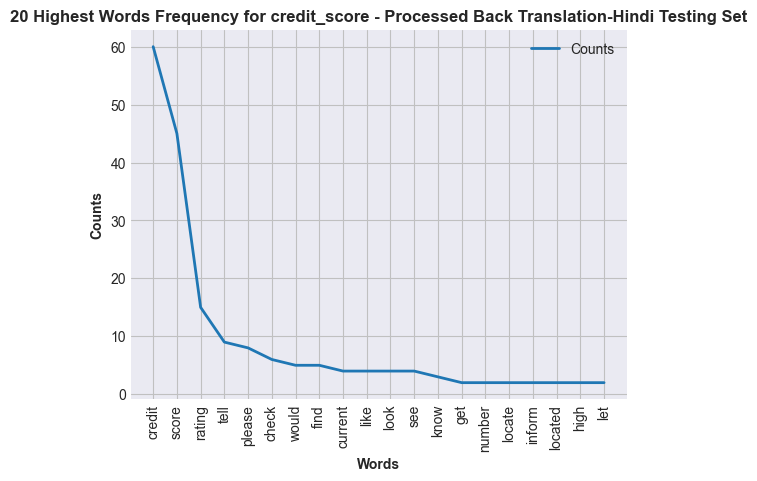 20 Highest Words Frequency for credit_score - Processed Back Translation-Hindi Testing Set
Counts
60
50
40
30
20
10
0
Counts
credit
score
rating
tell
please
check
would
find
current
like
look
see
know
get
number
locate
inform
located
high
let
Words